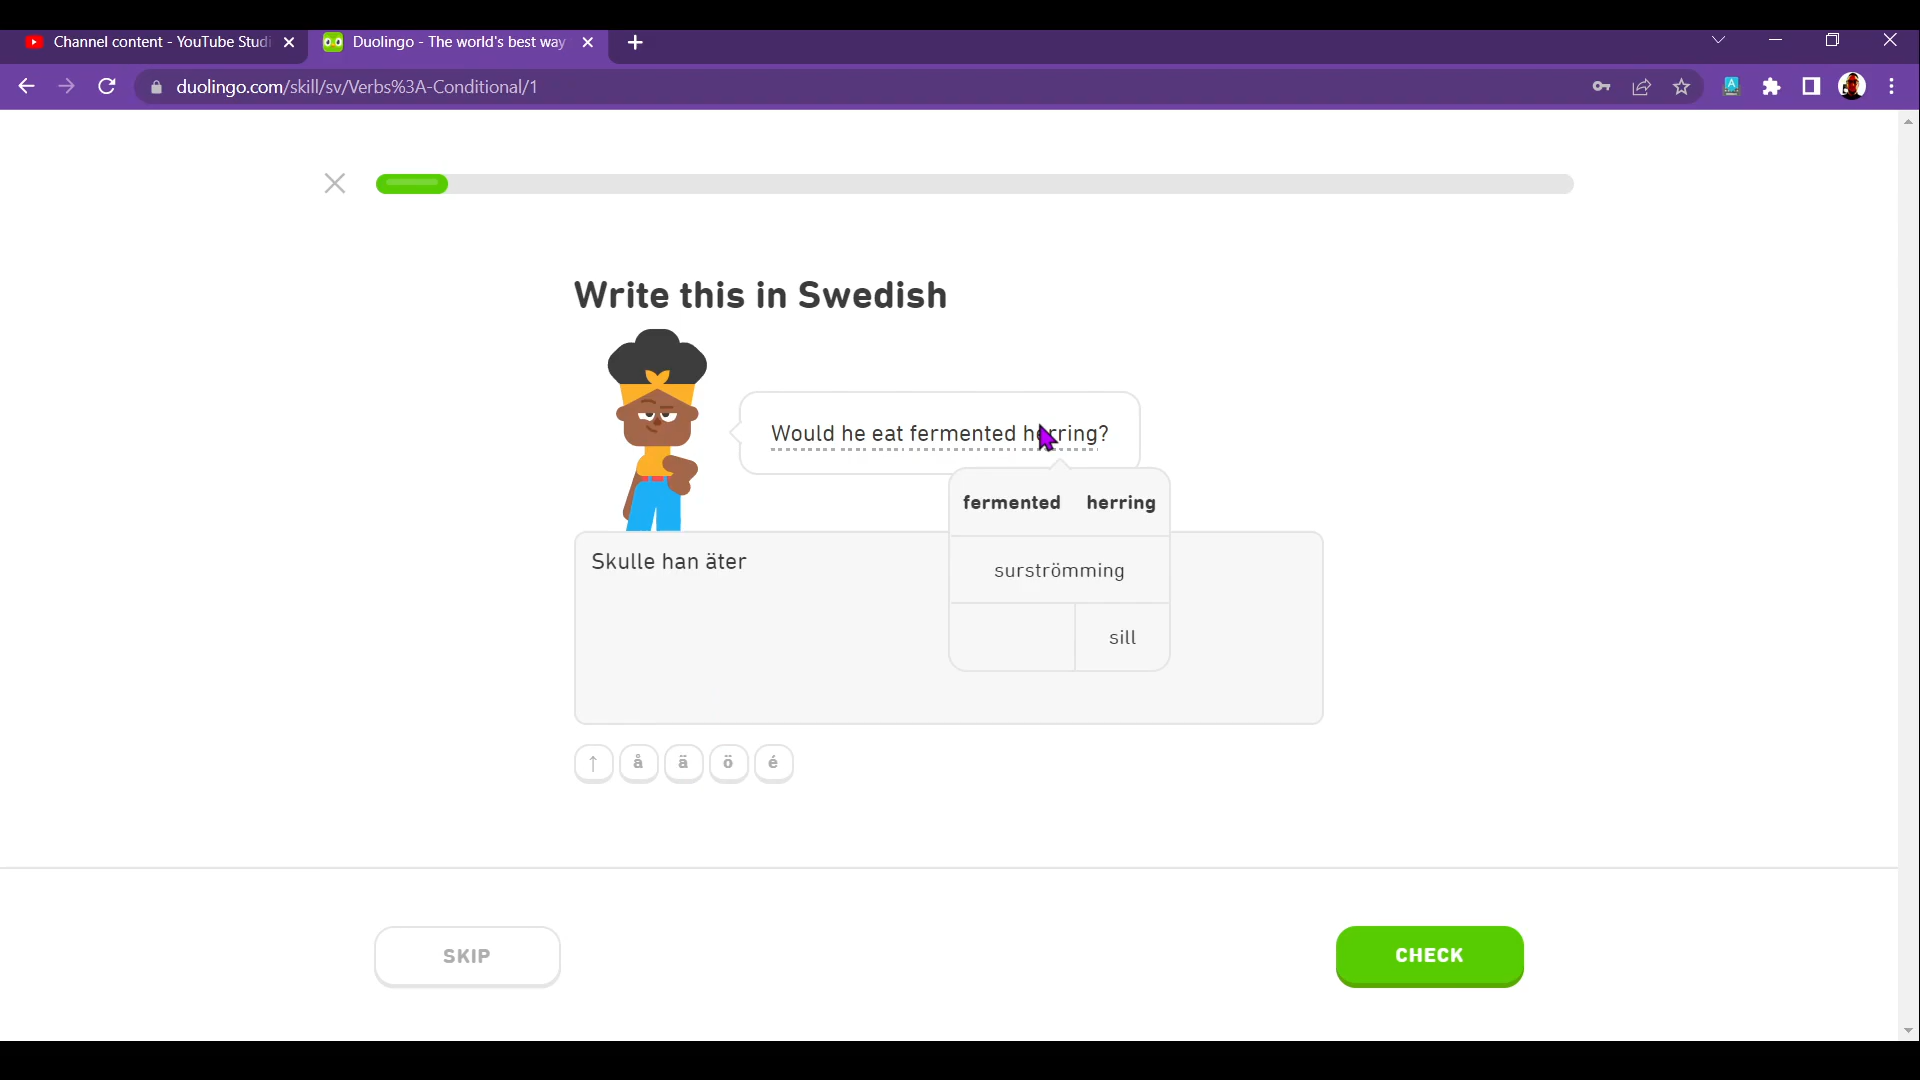 Channel content - YouTube Studi
Duolingo - The world's best way
duolingo.com/skill/sv/Verbs%3A-Conditional/1
Write this in Swedish
Would he eat fermented herring?
fermented herring
surströmming
sill
Skulle han äter
↑ å ä ö é
SKIP
CHECK